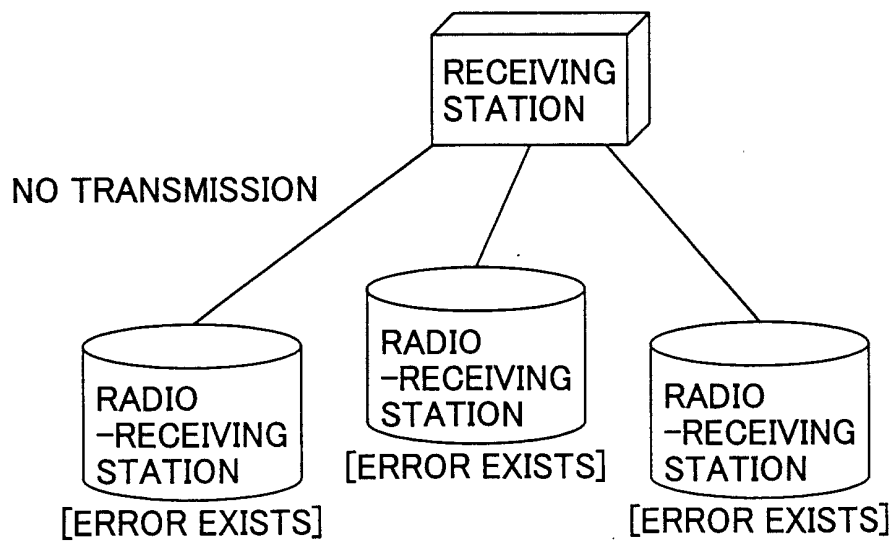 RECEIVING
STATION
NO TRANSMISSION
RADIO
-RECEIVING
STATION
[ERROR EXISTS]
RADIO
-RECEIVING
STATION
[ERROR EXISTS]
RADIO
-RECEIVING
STATION
[ERROR EXISTS]